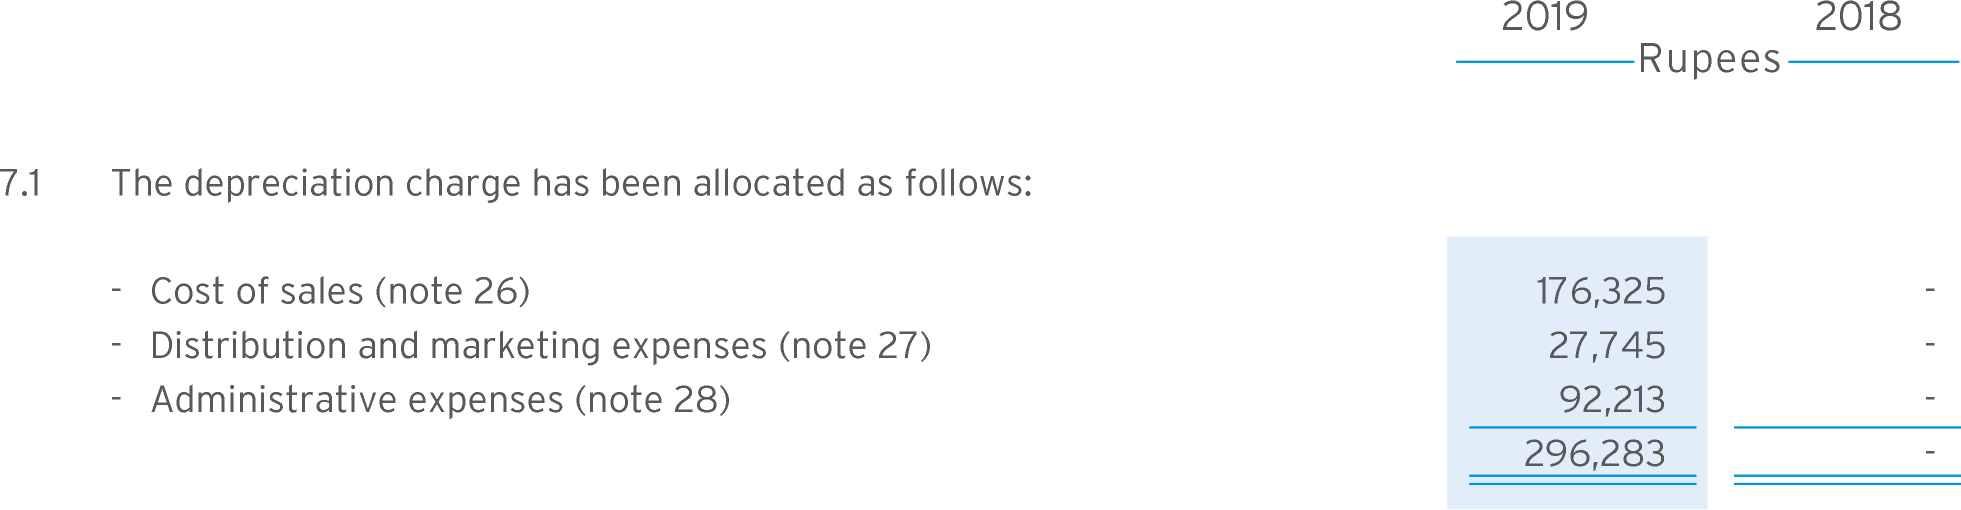 2019 2018
Rupees
7.1 The depreciation charge has been allocated as follows:
- Cost of sales (note 26) 176,325 -
- Distribution and marketing expenses (note 27) 27,745 -
- Administrative expenses (note 28) 92,213 -
296,283 -